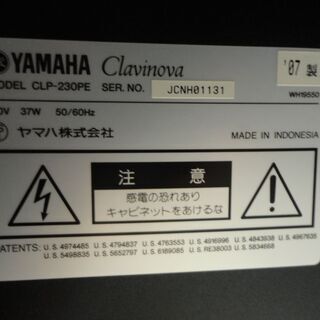 YAMAHA Clavinova
'07 製
MODEL CLP-230PE SER. NO. JCNH01131
WH19550
37W 50/60Hz
ヤマハ株式会社
MADE IN INDONESIA
注 意
感電の恐れあり
キャビネットをあけるな
PATENTS: U.S. 4974485 U.S. 4794837 U.S. 4763553 U.S. 4916996 U.S. 4843938 U.S. 4967635
U.S. 5498835 U.S. 5652797 U.S. 6169085 U.S. RE38003 U.S. 5834668